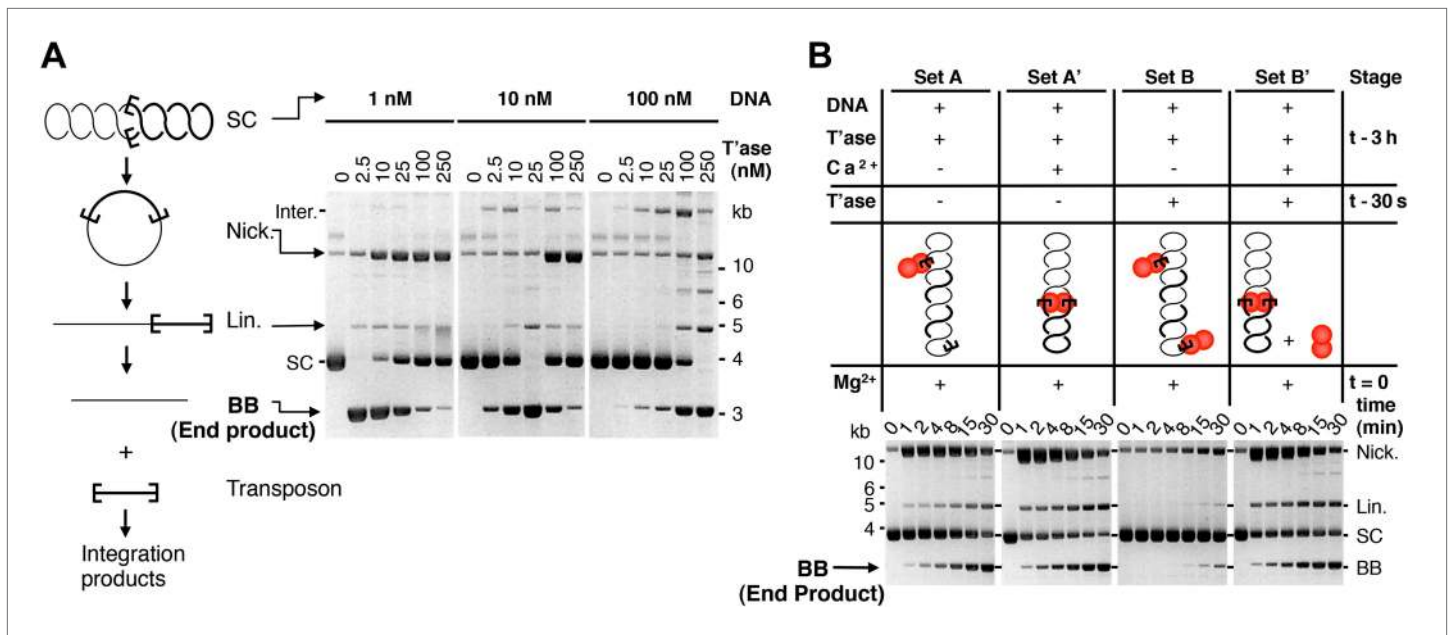 A
SC
1 nM 10 nM 100 nM DNA
T'ase (nM)
0 2.5 10 25 100 250 0 2.5 10 25 100 250 0 2.5 10 25 100 250
Inter.
kb
Nick.
10
6
Lin.
5
SC
4
BB
3
(End product)
+
Transposon
Integration
products
B
Set A Set A' Set B Set B' Stage
DNA + + + +
T'ase + + + + t - 3 h
Ca²⁺ - + - +
T'ase - - + + t - 30 s
+
Mg²⁺ + + + + t = 0
time
(min)
kb
0 1 2 4 8 15 30 0 1 2 4 8 15 30 0 1 2 4 8 15 30 0 1 2 4 8 15 30
Nick.
10
6
5
Lin.
4
SC
BB
BB
(End Product)